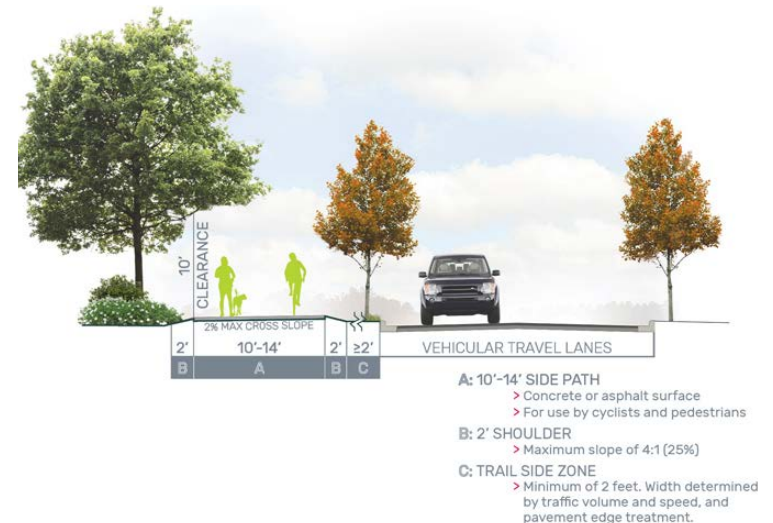 10' CLEARANCE
2% MAX CROSS SLOPE
2' 10'-14' 2' ≥2' VEHICULAR TRAVEL LANES
B A B C
A: 10'-14' SIDE PATH
> Concrete or asphalt surface
> For use by cyclists and pedestrians
B: 2' SHOULDER
> Maximum slope of 4:1 (25%)
C: TRAIL SIDE ZONE
> Minimum of 2 feet. Width determined
by traffic volume and speed, and
pavement edge treatment.